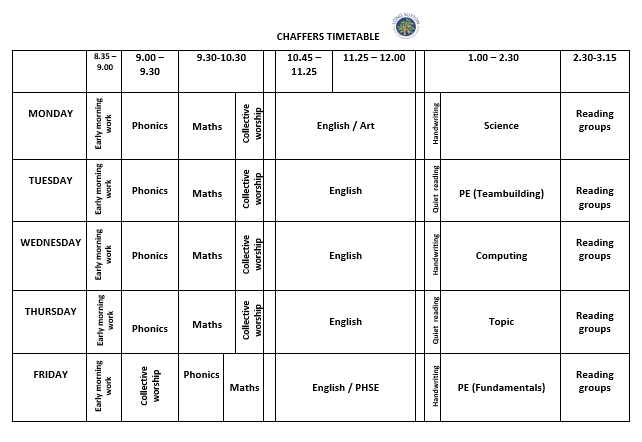 CHAFFERS TIMETABLE
8.35 –
9.00
9.00 –
9.30
9.30-10.30
10.45 –
11.25
11.25 – 12.00
1.00 – 2.30
2.30-3.15
MONDAY
Early morning
work
Phonics
Maths
Collective
worship
English / Art
Handwriting
Science
Reading
groups
TUESDAY
Early morning
work
Phonics
Maths
Collective
worship
English
Quiet reading
PE (Teambuilding)
Reading
groups
WEDNESDAY
Early morning
work
Phonics
Maths
Collective
worship
English
Handwriting
Computing
Reading
groups
THURSDAY
Early morning
work
Phonics
Maths
Collective
worship
English
Quiet reading
Topic
Reading
groups
FRIDAY
Early morning
work
Collective
worship
Phonics
Maths
English / PHSE
Handwriting
PE (Fundamentals)
Reading
groups